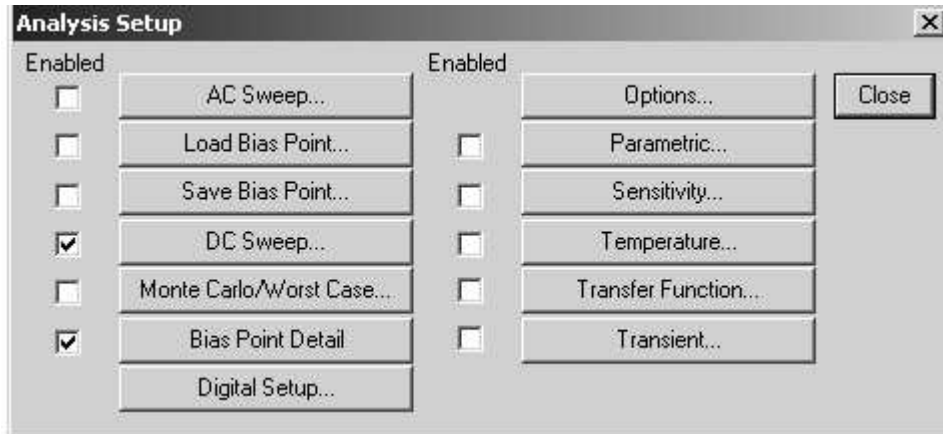 Analysis Setup
Enabled
AC Sweep...
Load Bias Point...
Save Bias Point...
DC Sweep...
Monte Carlo/Worst Case...
Bias Point Detail
Digital Setup...
Enabled
Options...
Parametric...
Sensitivity...
Temperature...
Transfer Function...
Transient...
Close